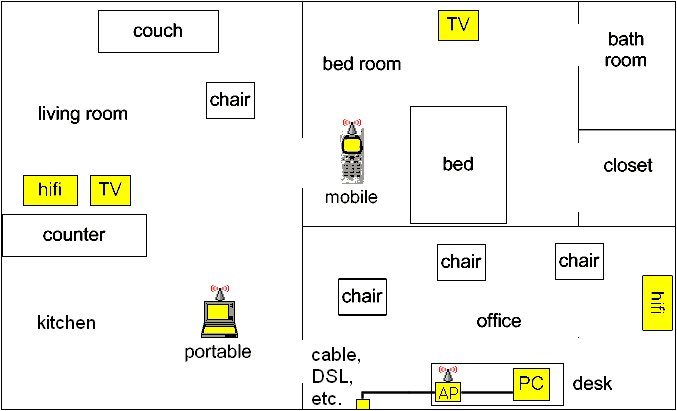 couch
TV
bath
room
bed room
living room
chair
hifi
TV
mobile
bed
closet
counter
chair
chair
chair
hifi
office
kitchen
portable
cable,
DSL,
etc.
AP
PC
desk